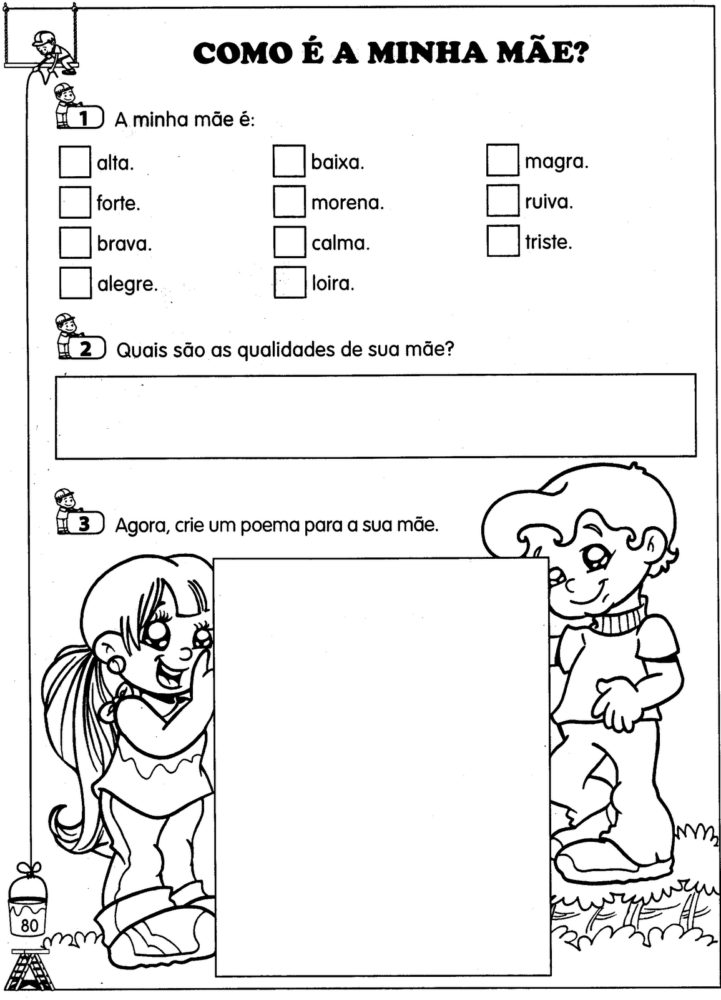 COMO É A MINHA MÃE?
1 A minha mãe é:
alta. baixa. magra.
forte. morena. ruiva.
brava. calma. triste.
alegre. loira.
2 Quais são as qualidades de sua mãe?
3 Agora, crie um poema para a sua mãe.
80